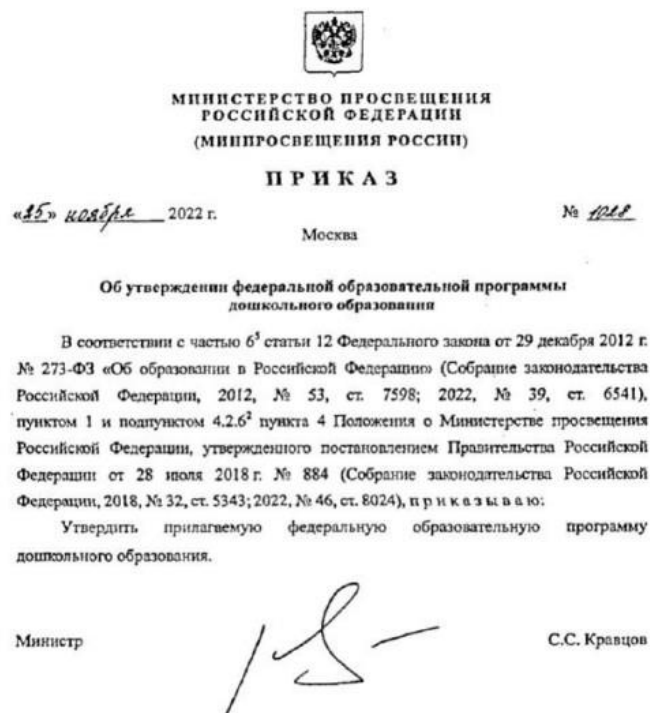 МИНИСТЕРСТВО ПРОСВЕЩЕНИЯ
РОССИЙСКОЙ ФЕДЕРАЦИИ
(МИНПРОСВЕЩЕНИЯ РОССИИ)
ПРИКАЗ
«25» ноября 2022 г. № 1028
Москва
Об утверждении федеральной образовательной программы
дошкольного образования
В соответствии с частью 6⁵ статьи 12 Федерального закона от 29 декабря 2012 г.
№ 273-ФЗ «Об образовании в Российской Федерации» (Собрание законодательства
Российской Федерации, 2012, № 53, ст. 7598; 2022, № 39, ст. 6541),
пунктом 1 и подпунктом 4.2.6² пункта 4 Положения о Министерстве просвещения
Российской Федерации, утвержденного постановлением Правительства Российской
Федерации от 28 июля 2018 г. № 884 (Собрание законодательства Российской
Федерации, 2018, № 32, ст. 5343; 2022, № 46, ст. 8024), приказываю:
Утвердить прилагаемую федеральную образовательную программу
дошкольного образования.
Министр С.С. Кравцов